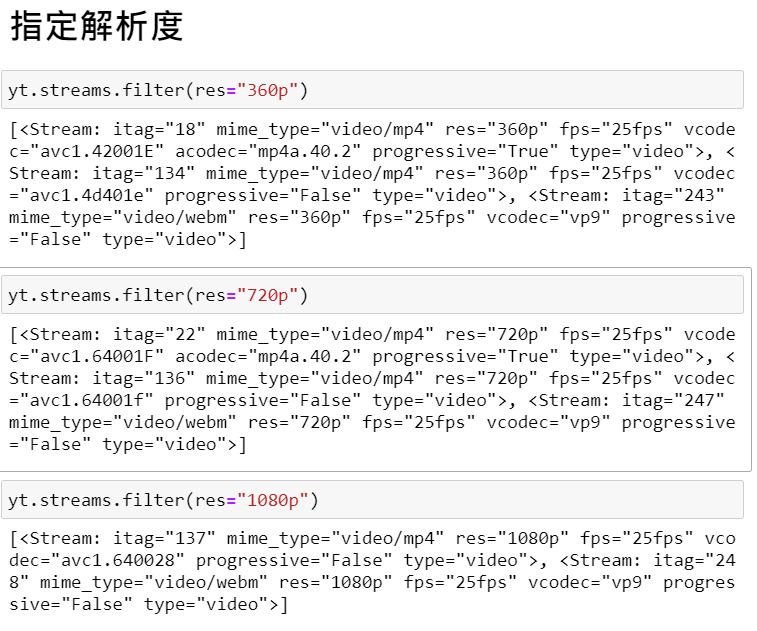 指定解析度
yt.streams.filter(res="360p")
[<Stream: itag="18" mime_type="video/mp4" res="360p" fps="25fps" vcode
c="avc1.42001E" acodec="mp4a.40.2" progressive="True" type="video">, <
Stream: itag="134" mime_type="video/mp4" res="360p" fps="25fps" vcodec
="avc1.4d401e" progressive="False" type="video">, <Stream: itag="243"
mime_type="video/webm" res="360p" fps="25fps" vcodec="vp9" progressive
="False" type="video">]
yt.streams.filter(res="720p")
[<Stream: itag="22" mime_type="video/mp4" res="720p" fps="25fps" vcode
c="avc1.64001F" acodec="mp4a.40.2" progressive="True" type="video">, <
Stream: itag="136" mime_type="video/mp4" res="720p" fps="25fps" vcodec
="avc1.64001f" progressive="False" type="video">, <Stream: itag="247"
mime_type="video/webm" res="720p" fps="25fps" vcodec="vp9" progressive
="False" type="video">]
yt.streams.filter(res="1080p")
[<Stream: itag="137" mime_type="video/mp4" res="1080p" fps="25fps" vco
dec="avc1.640028" progressive="False" type="video">, <Stream: itag="24
8" mime_type="video/webm" res="1080p" fps="25fps" vcodec="vp9" progres
sive="False" type="video">]